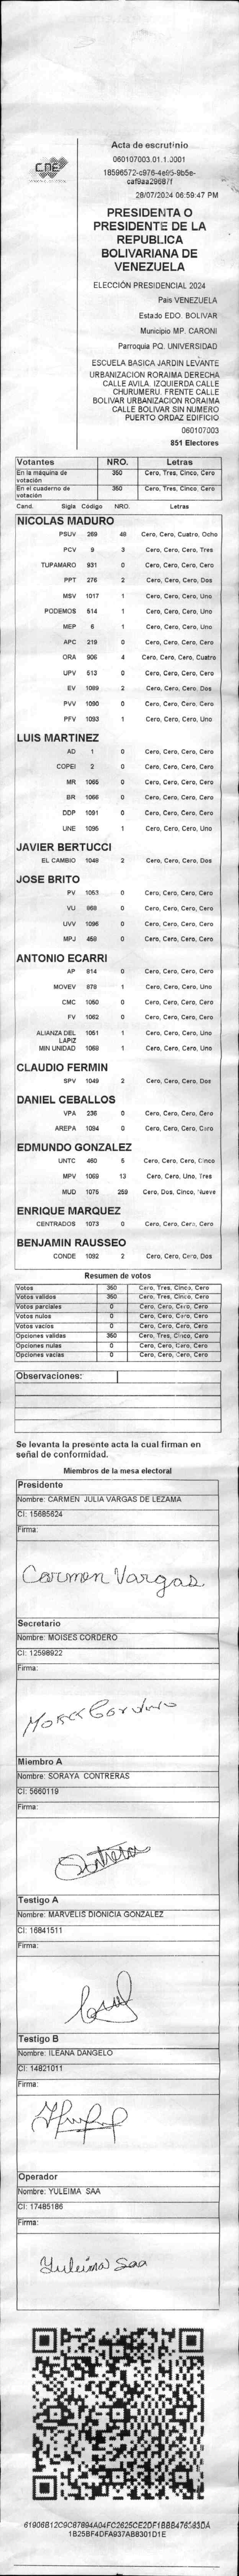 CNE
Acta de escrutinio
060107003.01.1.0001
18596572-c976-4e65-9b5e-
caf9aa29687f
28/07/2024 06:59:47 PM
PRESIDENTA O
PRESIDENTE DE LA
REPUBLICA
BOLIVARIANA DE
VENEZUELA
ELECCIÓN PRESIDENCIAL 2024
Pais VENEZUELA
Estado EDO. BOLIVAR
Municipio MP. CARONI
Parroquia PQ. UNIVERSIDAD
ESCUELA BASICA JARDIN LEVANTE
URBANIZACION RORAIMA DERECHA
CALLE AVILA. IZQUIERDA CALLE
CHURUMERU. FRENTE CALLE
BOLIVAR URBANIZACION RORAIMA
CALLE BOLIVAR SIN NUMERO
PUERTO ORDAZ EDIFICIO
060107003
851 Electores
Votantes NRO. Letras
En la máquina de votación 350 Cero, Tres, Cinco, Cero
En el cuaderno de votación 350 Cero, Tres, Cinco, Cero
Cand. Sigla Código NRO. Letras
NICOLAS MADURO
PSUV 269 48 Cero, Cero, Cuatro, Ocho
PCV 9 3 Cero, Cero, Cero, Tres
TUPAMARO 931 0 Cero, Cero, Cero, Cero
PPT 276 2 Cero, Cero, Cero, Dos
MSV 1017 1 Cero, Cero, Cero, Uno
PODEMOS 514 1 Cero, Cero, Cero, Uno
MEP 6 1 Cero, Cero, Cero, Uno
APC 219 0 Cero, Cero, Cero, Cero
ORA 906 4 Cero, Cero, Cero, Cuatro
UPV 513 0 Cero, Cero, Cero, Cero
EV 1089 2 Cero, Cero, Cero, Dos
PVV 1090 0 Cero, Cero, Cero, Cero
PFV 1093 1 Cero, Cero, Cero, Uno
LUIS MARTINEZ
AD 1 0 Cero, Cero, Cero, Cero
COPEI 2 0 Cero, Cero, Cero, Cero
MR 1065 0 Cero, Cero, Cero, Cero
BR 1066 0 Cero, Cero, Cero, Cero
DDP 1091 0 Cero, Cero, Cero, Cero
UNE 1095 1 Cero, Cero, Cero, Uno
JAVIER BERTUCCI
EL CAMBIO 1048 2 Cero, Cero, Cero, Dos
JOSE BRITO
PV 1053 0 Cero, Cero, Cero, Cero
VU 868 0 Cero, Cero, Cero, Cero
UVV 1096 0 Cero, Cero, Cero, Cero
MPJ 459 0 Cero, Cero, Cero, Cero
ANTONIO ECARRI
AP 814 0 Cero, Cero, Cero, Cero
MOVEV 878 1 Cero, Cero, Cero, Uno
CMC 1050 0 Cero, Cero, Cero, Cero
FV 1062 0 Cero, Cero, Cero, Cero
ALIANZA DEL LAPIZ 1051 1 Cero, Cero, Cero, Uno
MIN UNIDAD 1069 1 Cero, Cero, Cero, Uno
CLAUDIO FERMIN
SPV 1049 2 Cero, Cero, Cero, Dos
DANIEL CEBALLOS
VPA 236 0 Cero, Cero, Cero, Cero
AREPA 1094 0 Cero, Cero, Cero, Cero
EDMUNDO GONZALEZ
UNTC 460 5 Cero, Cero, Cero, Cinco
MPV 1069 13 Cero, Cero, Uno, Tres
MUD 1075 259 Cero, Dos, Cinco, Nueve
ENRIQUE MARQUEZ
CENTRADOS 1073 0 Cero, Cero, Cero, Cero
BENJAMIN RAUSSEO
CONDE 1092 2 Cero, Cero, Cero, Dos
Resumen de votos
Votos 350 Cero, Tres, Cinco, Cero
Votos validos 350 Cero, Tres, Cinco, Cero
Votos parciales 0 Cero, Cero, Cero, Cero
Votos nulos 0 Cero, Cero, Cero, Cero
Votos vacios 0 Cero, Cero, Cero, Cero
Opciones validas 350 Cero, Tres, Cinco, Cero
Opciones nulas 0 Cero, Cero, Cero, Cero
Opciones vacias 0 Cero, Cero, Cero, Cero
Observaciones:
Se levanta la presente acta la cual firman en
señal de conformidad.
Miembros de la mesa electoral
Presidente
Nombre: CARMEN JULIA VARGAS DE LEZAMA
CI: 15685624
Firma:
Carmen Vargas
Secretario
Nombre: MOISES CORDERO
CI: 12598922
Firma:
Miembro A
Nombre: SORAYA CONTRERAS
CI: 5660119
Firma:
Testigo A
Nombre: MARVELIS DIONICIA GONZALEZ
CI: 16841511
Firma:
Testigo B
Nombre: ILEANA DANGELO
CI: 14821011
Firma:
Operador
Nombre: YULEIMA SAA
CI: 17485186
Firma:
Yuleima Saa
1B25BF4DFA937AB8301D1E